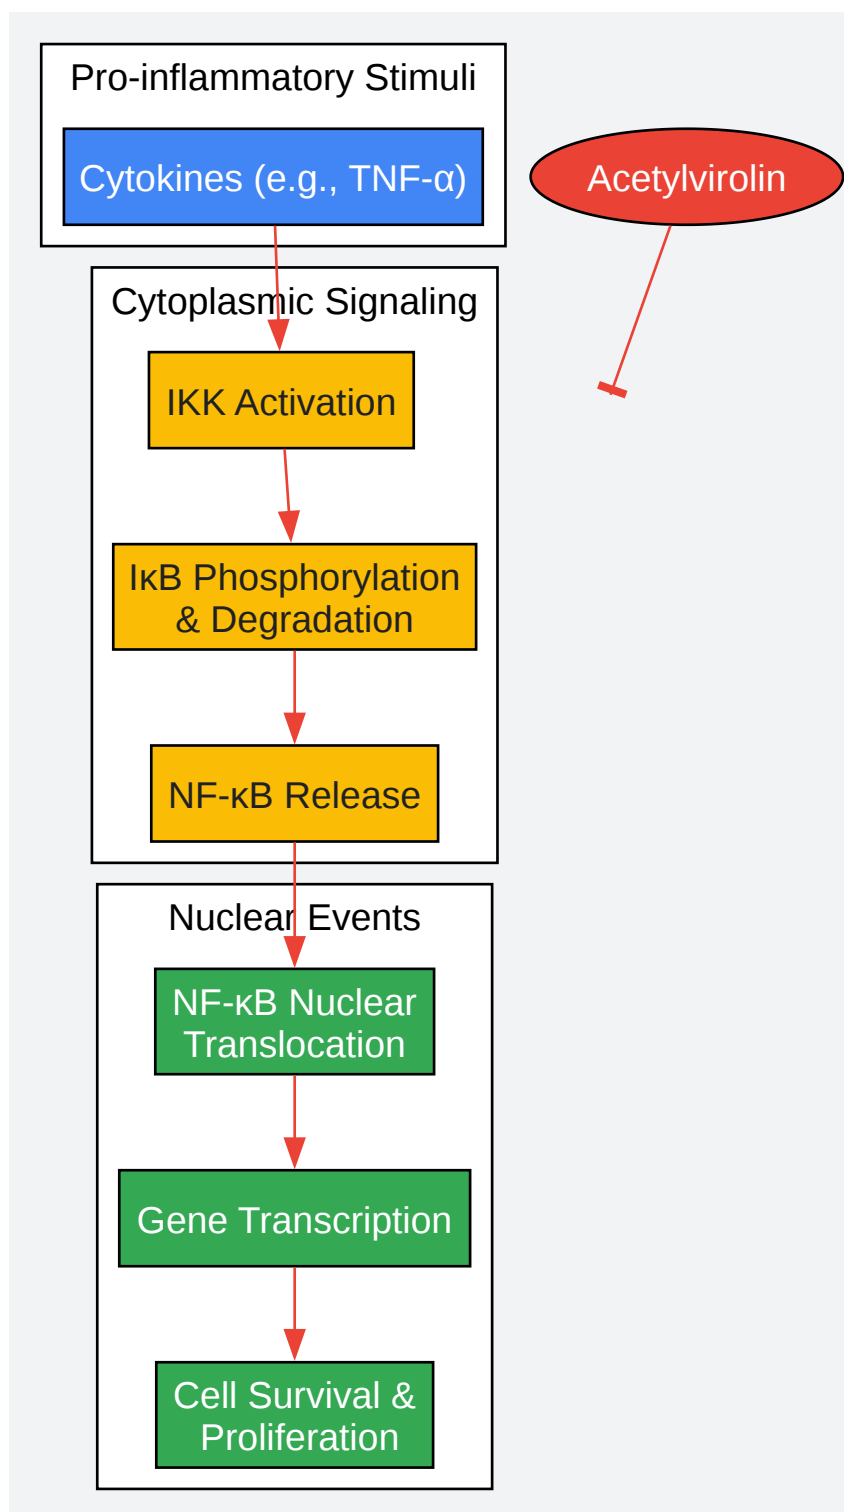 Pro-inflammatory Stimuli
Cytokines (e.g., TNF-α)
Acetylvirolin
Cytoplasmic Signaling
IKK Activation
IκB Phosphorylation
& Degradation
NF-κB Release
Nuclear Events
NF-κB Nuclear
Translocation
Gene Transcription
Cell Survival &
Proliferation